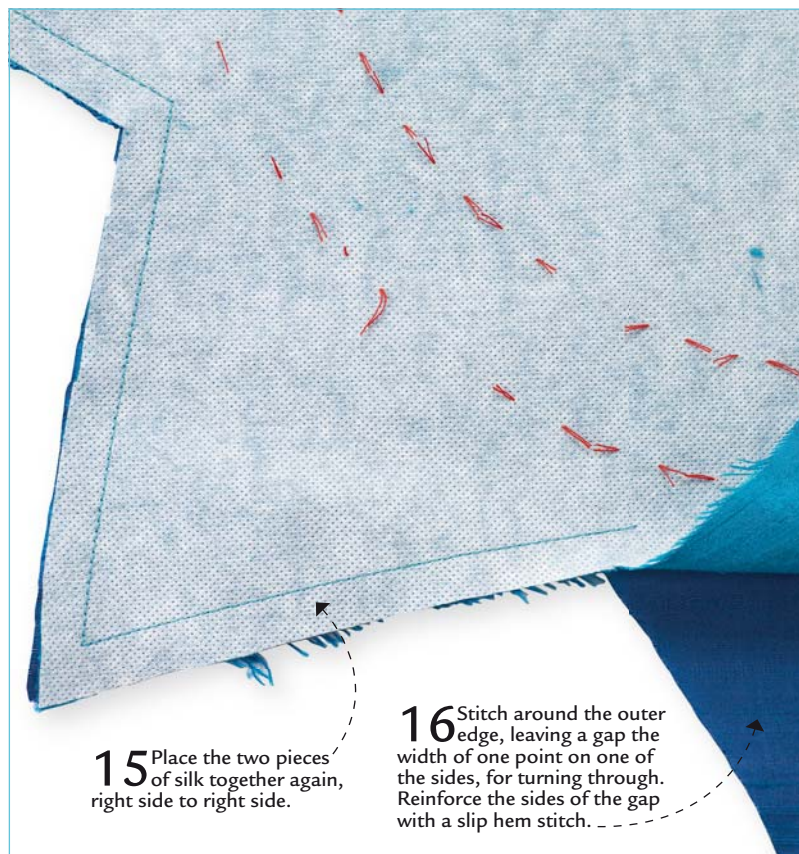 15 Place the two pieces
of silk together again,
right side to right side.
16 Stitch around the outer
edge, leaving a gap the
width of one point on one of
the sides, for turning through.
Reinforce the sides of the gap
with a slip hem stitch.